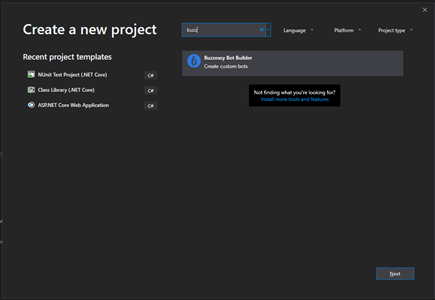 Create a new project
buzz
Language
Platform
Project type
Recent project templates
NUnit Test Project (.NET Core)
C#
Class Library (.NET Core)
C#
ASP.NET Core Web Application
C#
Buzzeasy Bot Builder
Create custom bots
Not finding what you're looking for?
Install more tools and features
Next